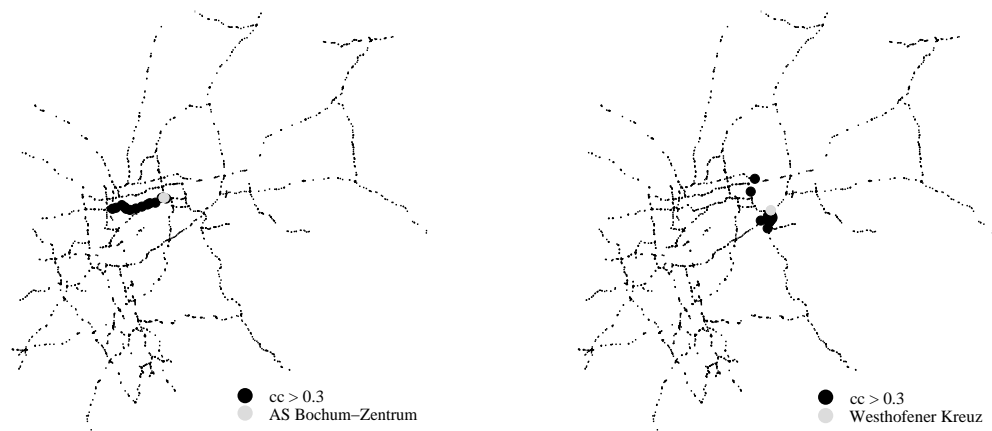 cc > 0.3
AS Bochum–Zentrum
cc > 0.3
Westhofener Kreuz